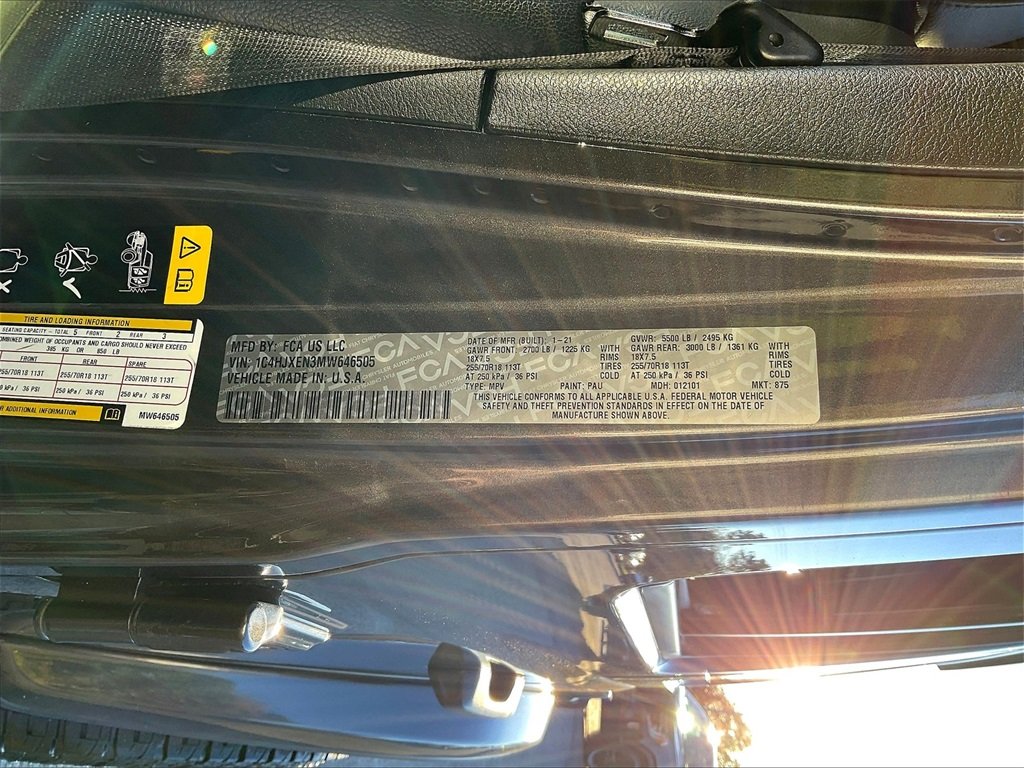 TIRE AND LOADING INFORMATION
SEATING CAPACITY - TOTAL 5 FRONT 2 REAR 3
COMBINED WEIGHT OF OCCUPANTS AND CARGO SHOULD NEVER EXCEED
385 KG OR 850 LB
255/70R18 113T SPARE
255/70R18 113T 255/70R18 113T
250 kPa / 36 PSI 250 kPa / 36 PSI
ADDITIONAL INFORMATION
MW646505
MFD BY: FCA US LLC
VIN: 1C4HJXEN3MW646505
VEHICLE MADE IN: U.S.A.
DATE OF MFR (BUILT): 1-21 GVWR: 5500 LB / 2495 KG
GAWR FRONT: 2700 LB / 1225 KG WITH GAWR REAR: 3000 LB / 1361 KG WITH
18X7.5 RIMS 18X7.5 RIMS
255/70R18 113T TIRES 255/70R18 113T TIRES
AT 250 kPa / 36 PSI COLD AT 250 kPa / 36 PSI COLD
TYPE: MPV PAINT: PAU MDH: 012101 MKT: 875
THIS VEHICLE CONFORMS TO ALL APPLICABLE U.S.A. FEDERAL MOTOR VEHICLE
SAFETY AND THEFT PREVENTION STANDARDS IN EFFECT ON THE DATE OF
MANUFACTURE SHOWN ABOVE.